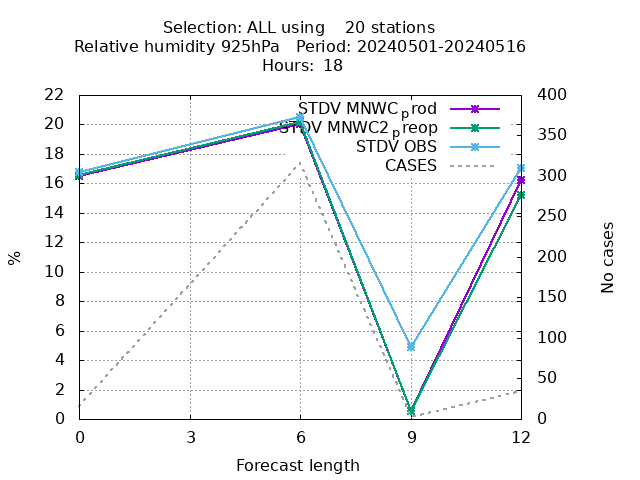 Selection: ALL using    20 stations
Relative humidity 925hPa   Period: 20240501-20240516
Hours: 18
22
20
18
16
14
12
10
8
6
4
2
0
%
STDV MNWCprod
STDV MNWC2preop
STDV OBS
CASES
400
350
300
250
200
150
100
50
0
No cases
0 3 6 9 12
Forecast length